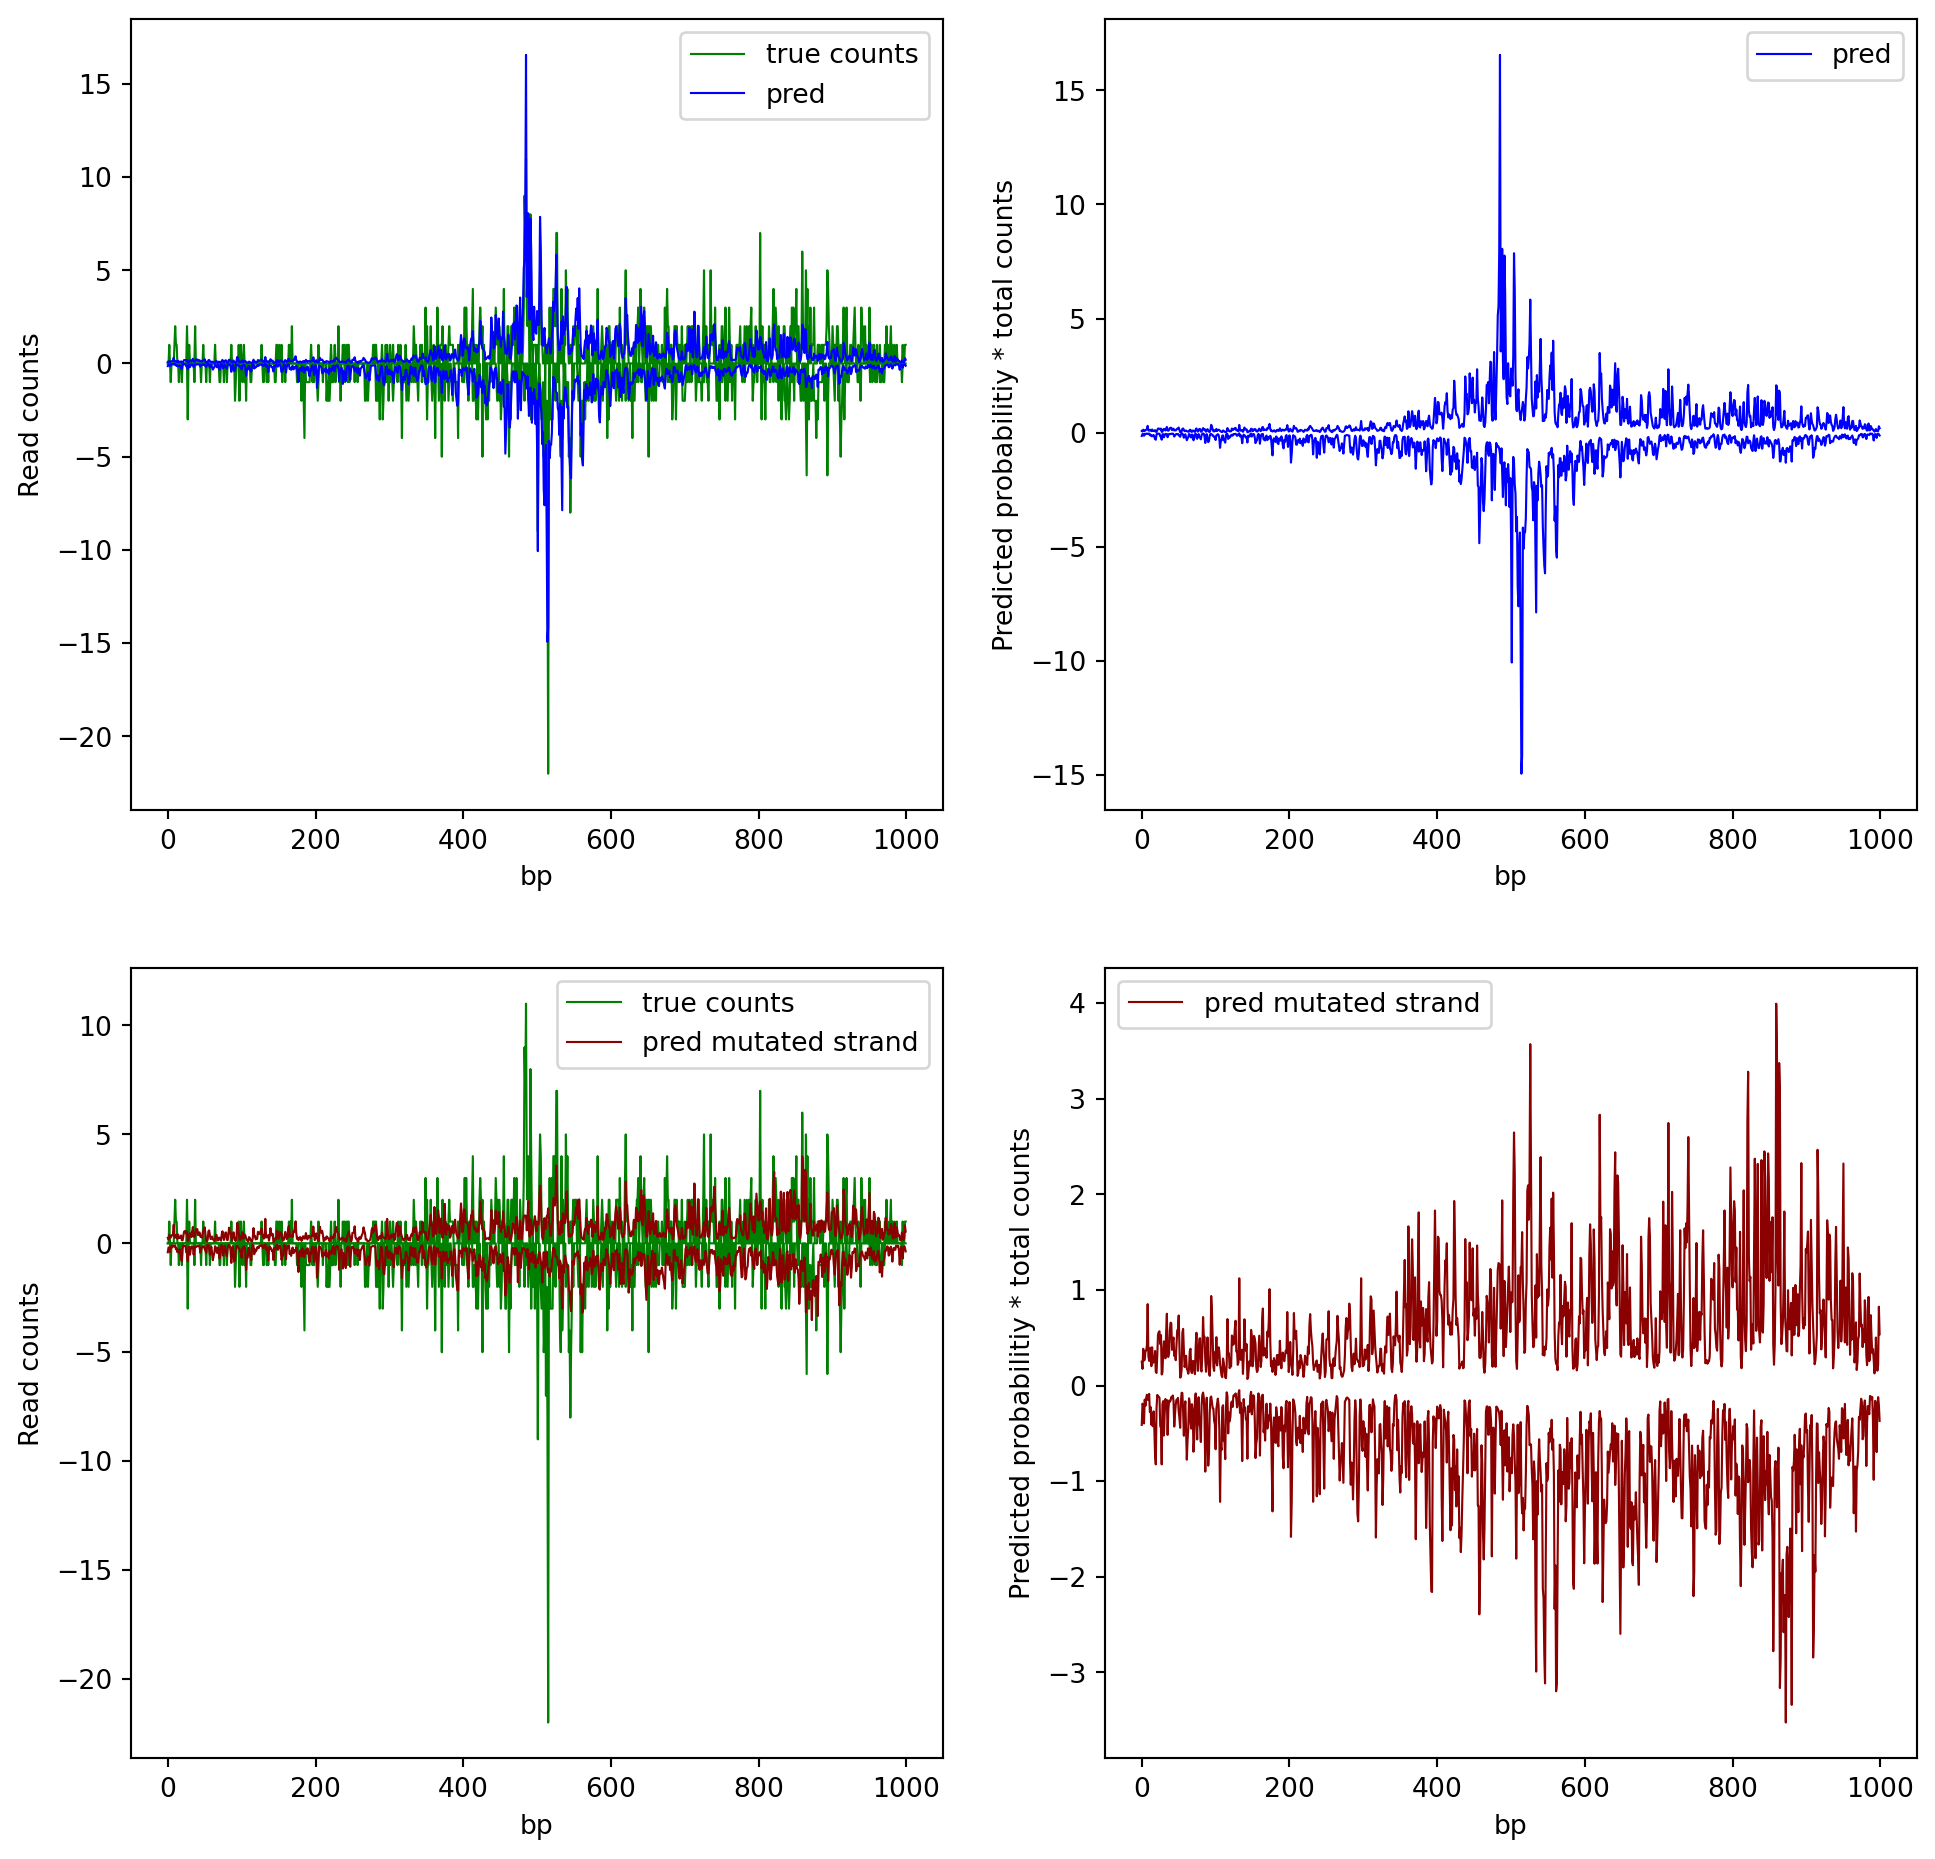 true counts
pred
15
10
5
0
−5
−10
−15
−20
Read counts
0 200 400 600 800 1000
bp
pred
15
10
5
0
−5
−10
−15
Predicted probabilitiy * total counts
0 200 400 600 800 1000
bp
true counts
pred mutated strand
10
5
0
−5
−10
−15
−20
Read counts
0 200 400 600 800 1000
bp
pred mutated strand
4
3
2
1
0
−1
−2
−3
Predicted probabilitiy * total counts
0 200 400 600 800 1000
bp